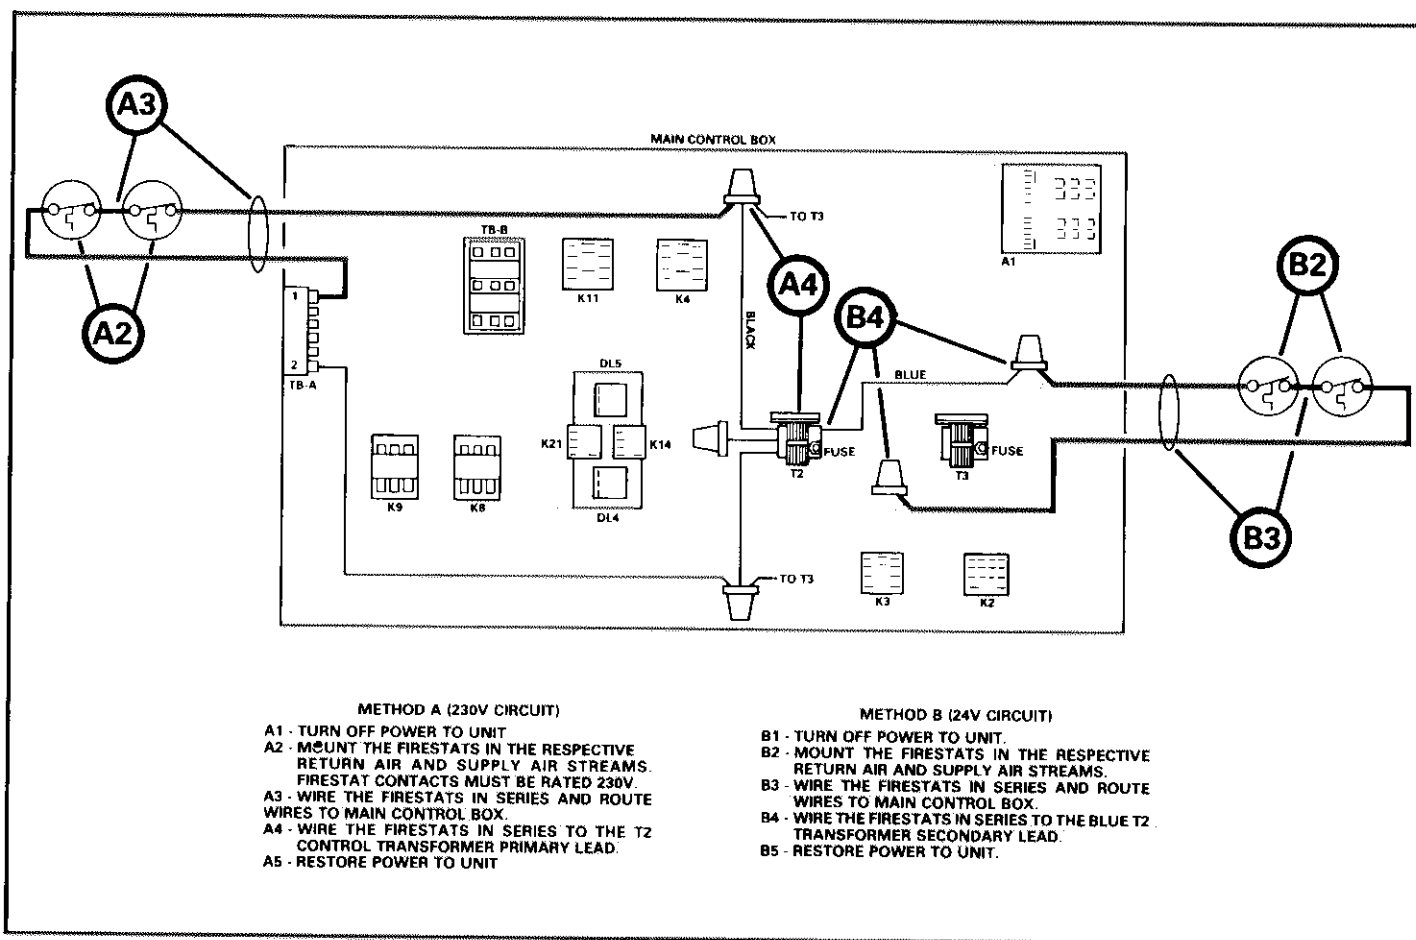 A3
MAIN CONTROL BOX
TO T3
TB-B
K11
K4
A1
A4
B2
A2
1
2
TB-A
BLACK
B4
BLUE
DL5
K21
K14
DL4
K9
K8
FUSE
T2
FUSE
T3
B3
TO T3
K3
K2
METHOD A (230V CIRCUIT)
A1 - TURN OFF POWER TO UNIT
A2 - MOUNT THE FIRESTATS IN THE RESPECTIVE
RETURN AIR AND SUPPLY AIR STREAMS.
FIRESTAT CONTACTS MUST BE RATED 230V.
A3 - WIRE THE FIRESTATS IN SERIES AND ROUTE
WIRES TO MAIN CONTROL BOX.
A4 - WIRE THE FIRESTATS IN SERIES TO THE T2
CONTROL TRANSFORMER PRIMARY LEAD.
A5 - RESTORE POWER TO UNIT
METHOD B (24V CIRCUIT)
B1 - TURN OFF POWER TO UNIT.
B2 - MOUNT THE FIRESTATS IN THE RESPECTIVE
RETURN AIR AND SUPPLY AIR STREAMS.
B3 - WIRE THE FIRESTATS IN SERIES AND ROUTE
WIRES TO MAIN CONTROL BOX.
B4 - WIRE THE FIRESTATS IN SERIES TO THE BLUE T2
TRANSFORMER SECONDARY LEAD.
B5 - RESTORE POWER TO UNIT.